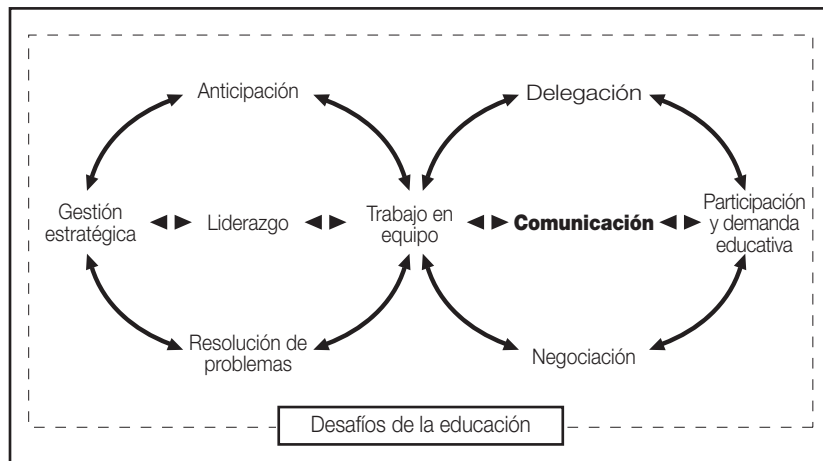 Anticipación
Delegación
Gestión
estratégica
Liderazgo
Trabajo en
equipo
Comunicación
Participación
y demanda
educativa
Resolución de
problemas
Negociación
Desafíos de la educación